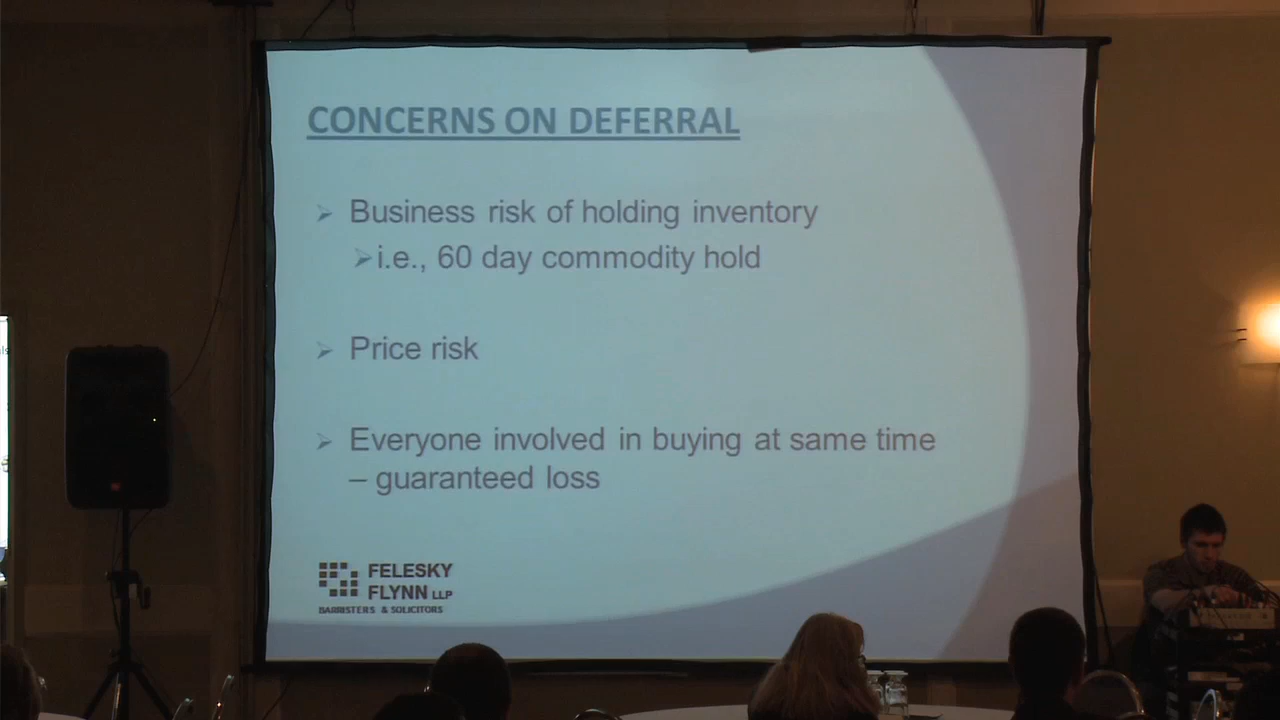 CONCERNS ON DEFERRAL
➢ Business risk of holding inventory
➢ i.e., 60 day commodity hold
➢ Price risk
➢ Everyone involved in buying at same time
– guaranteed loss
FELESKY
FLYNN LLP
BARRISTERS & SOLICITORS